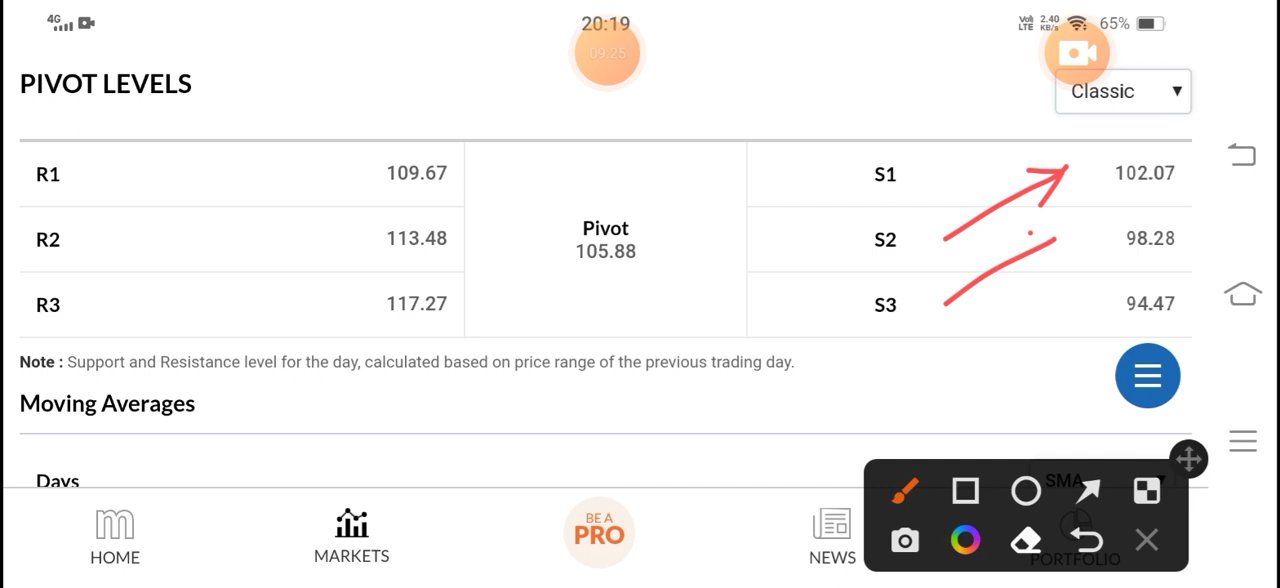 4G 20:19 VoI) LTE 2.40 KB/s 65%
09:25
PIVOT LEVELS
Classic
R1 109.67 S1 102.07
R2 113.48 Pivot S2 98.28
105.88
R3 117.27 S3 94.47
Note : Support and Resistance level for the day, calculated based on price range of the previous trading day.
Moving Averages
Days SMA
HOME MARKETS BE A PRO NEWS PORTFOLIO